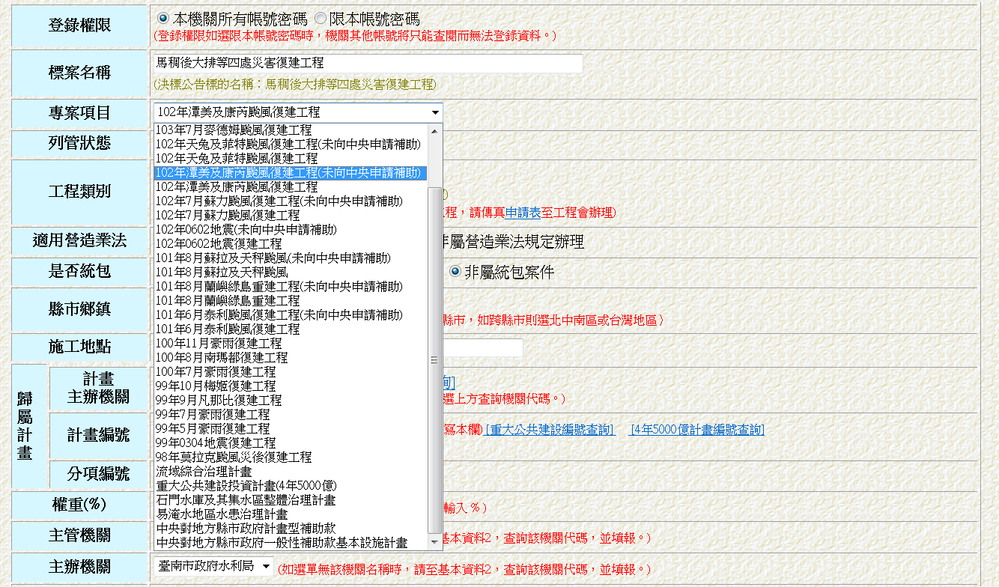 登錄權限
本機關所有帳號密碼 限本帳號密碼
(登錄權限如選限本帳號密碼時，機關其他帳號將只能查閱而無法登錄資料。)
標案名稱
馬稠後大排等四處災害復建工程
(決標公告標的名稱：馬稠後大排等四處災害復建工程)
專案項目
102年潭美及康芮颱風復建工程
103年7月麥德姆颱風復建工程
102年天兔及菲特颱風復建工程(未向中央申請補助)
102年天兔及菲特颱風復建工程
102年潭美及康芮颱風復建工程(未向中央申請補助)
102年潭美及康芮颱風復建工程
102年7月蘇力颱風復建工程(未向中央申請補助)
102年7月蘇力颱風復建工程
102年0602地震(未向中央申請補助)
102年0602地震復建工程
101年8月蘇拉及天秤颱風(未向中央申請補助)
101年8月蘇拉及天秤颱風
101年8月蘭嶼綠島重建工程(未向中央申請補助)
101年8月蘭嶼綠島重建工程
101年6月泰利颱風復建工程(未向中央申請補助)
101年6月泰利颱風復建工程
100年11月豪雨復建工程
100年8月南瑪都復建工程
100年7月豪雨復建工程
99年10月梅姬復建工程
99年9月凡那比復建工程
99年7月豪雨復建工程
99年5月豪雨復建工程
99年0304地震復建工程
98年莫拉克颱風災後復建工程
流域綜合治理計畫
重大公共建設投資計畫(4年5000億)
石門水庫及其集水區整體治理計畫
易淹水地區水患治理計畫
中央對地方縣市政府計畫型補助款
中央對地方縣市政府一般性補助款基本設施計畫
列管狀態
工程類別
程，請傳真申請表至工程會辦理)
適用營造業法
非屬營造業法規定辦理
是否統包
非屬統包案件
縣市鄉鎮
縣市，如跨縣市則選北中南區或台灣地區）
施工地點
歸屬計畫
計畫
主辦機關
詢]
選上方查詢機關代碼。)
計畫編號
寫本欄) [重大公共建設編號查詢] [4年5000億計畫編號查詢]
分項編號
權重(%)
輸入 % )
主管機關
基本資料2，查詢該機關代碼，並填報。)
主辦機關
臺南市政府水利局
(如選單無該機關名稱時，請至基本資料2，查詢該機關代碼，並填報。)